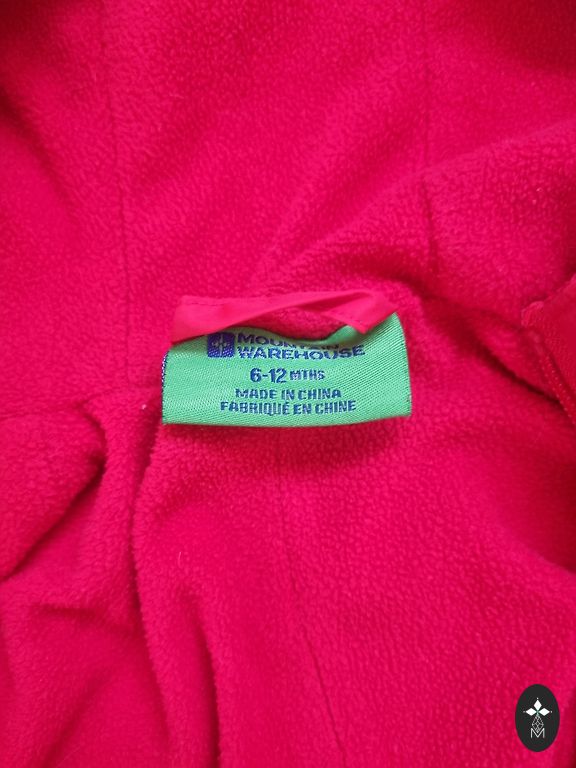 MOUNTAIN
WAREHOUSE
6-12 MTHS
MADE IN CHINA
FABRIQUÉ EN CHINE
M